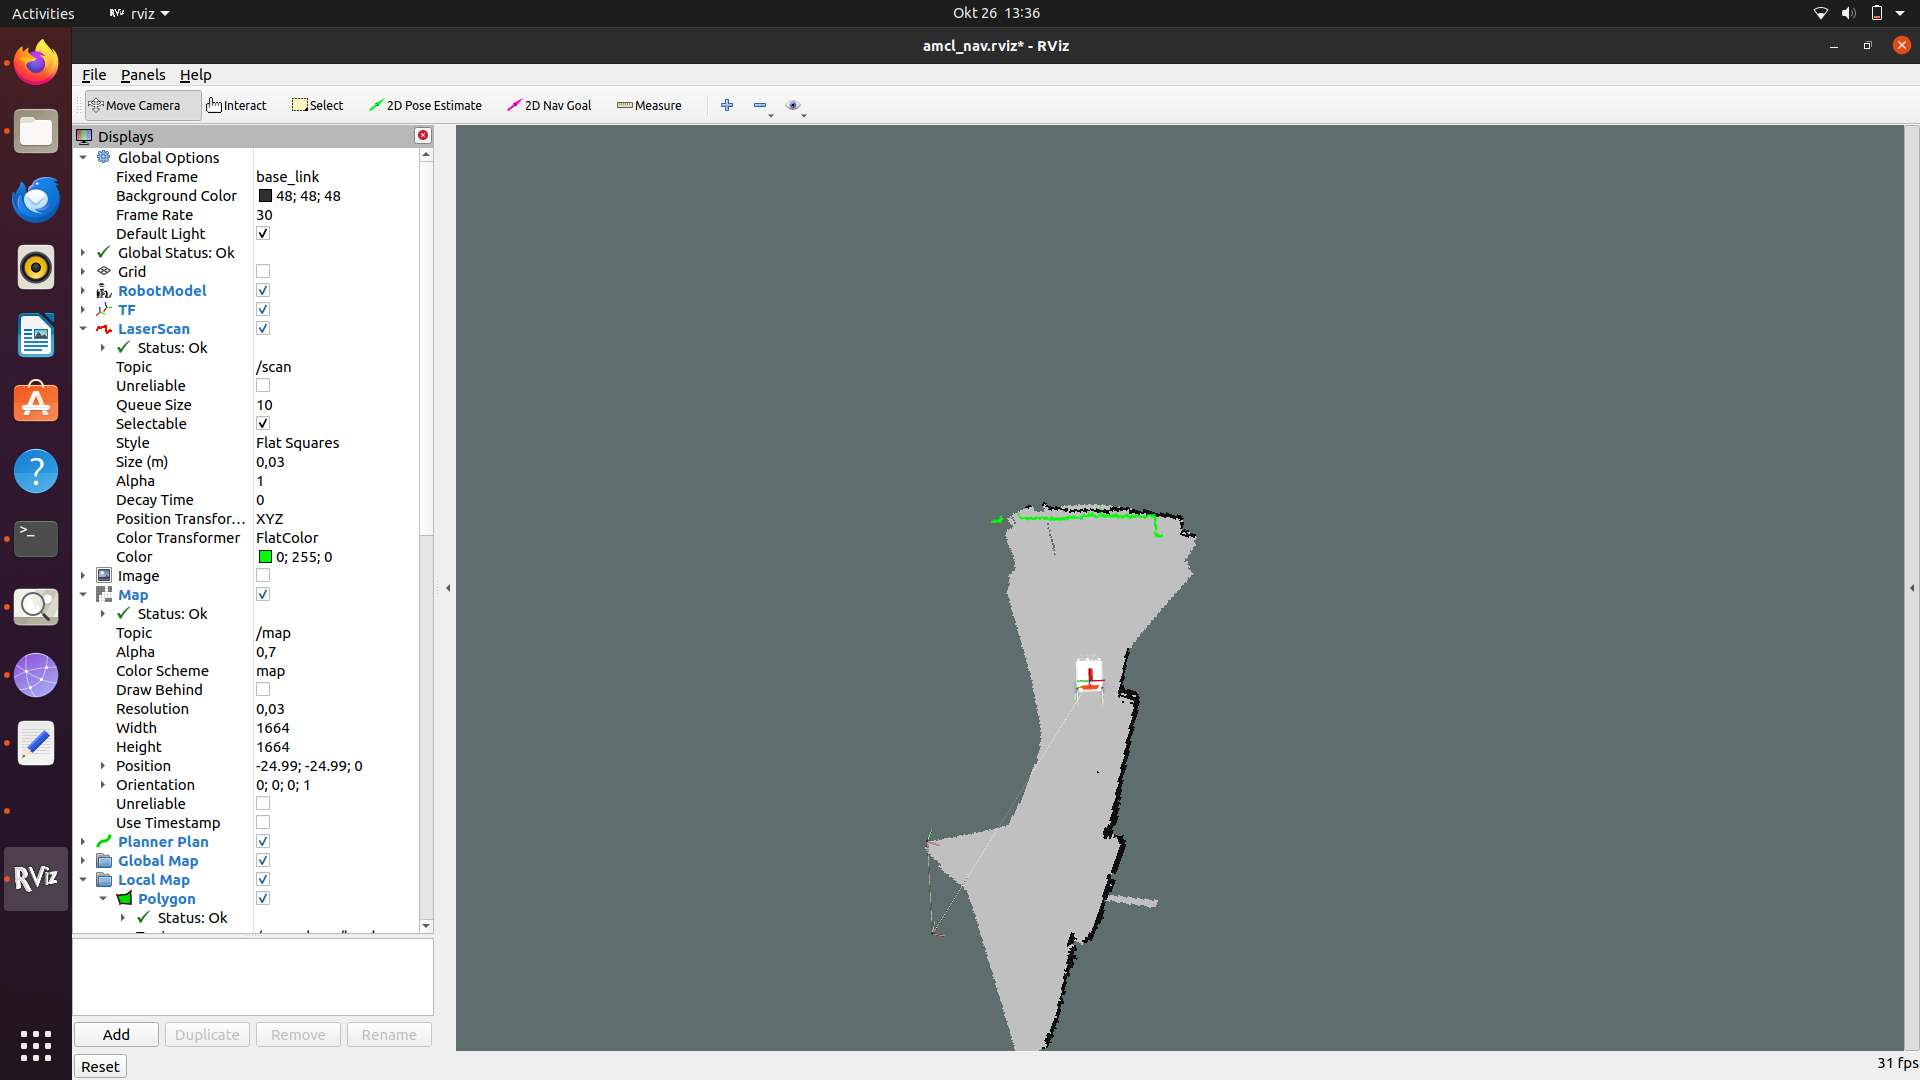 Activities
RViz rviz
Okt 26 13:36
amcl_nav.rviz* - RViz
File Panels Help
Move Camera Interact Select 2D Pose Estimate 2D Nav Goal Measure
Displays
Global Options
Fixed Frame base_link
Background Color 48; 48; 48
Frame Rate 30
Default Light
Global Status: Ok
Grid
RobotModel
TF
LaserScan
Status: Ok
Topic /scan
Unreliable
Queue Size 10
Selectable
Style Flat Squares
Size (m) 0,03
Alpha 1
Decay Time 0
Position Transfor... XYZ
Color Transformer FlatColor
Color 0; 255; 0
Image
Map
Status: Ok
Topic /map
Alpha 0,7
Color Scheme map
Draw Behind
Resolution 0,03
Width 1664
Height 1664
Position -24.99; -24.99; 0
Orientation 0; 0; 0; 1
Unreliable
Use Timestamp
Planner Plan
Global Map
Local Map
Polygon
Status: Ok
RViz
Add Duplicate Remove Rename
Reset
31 fps